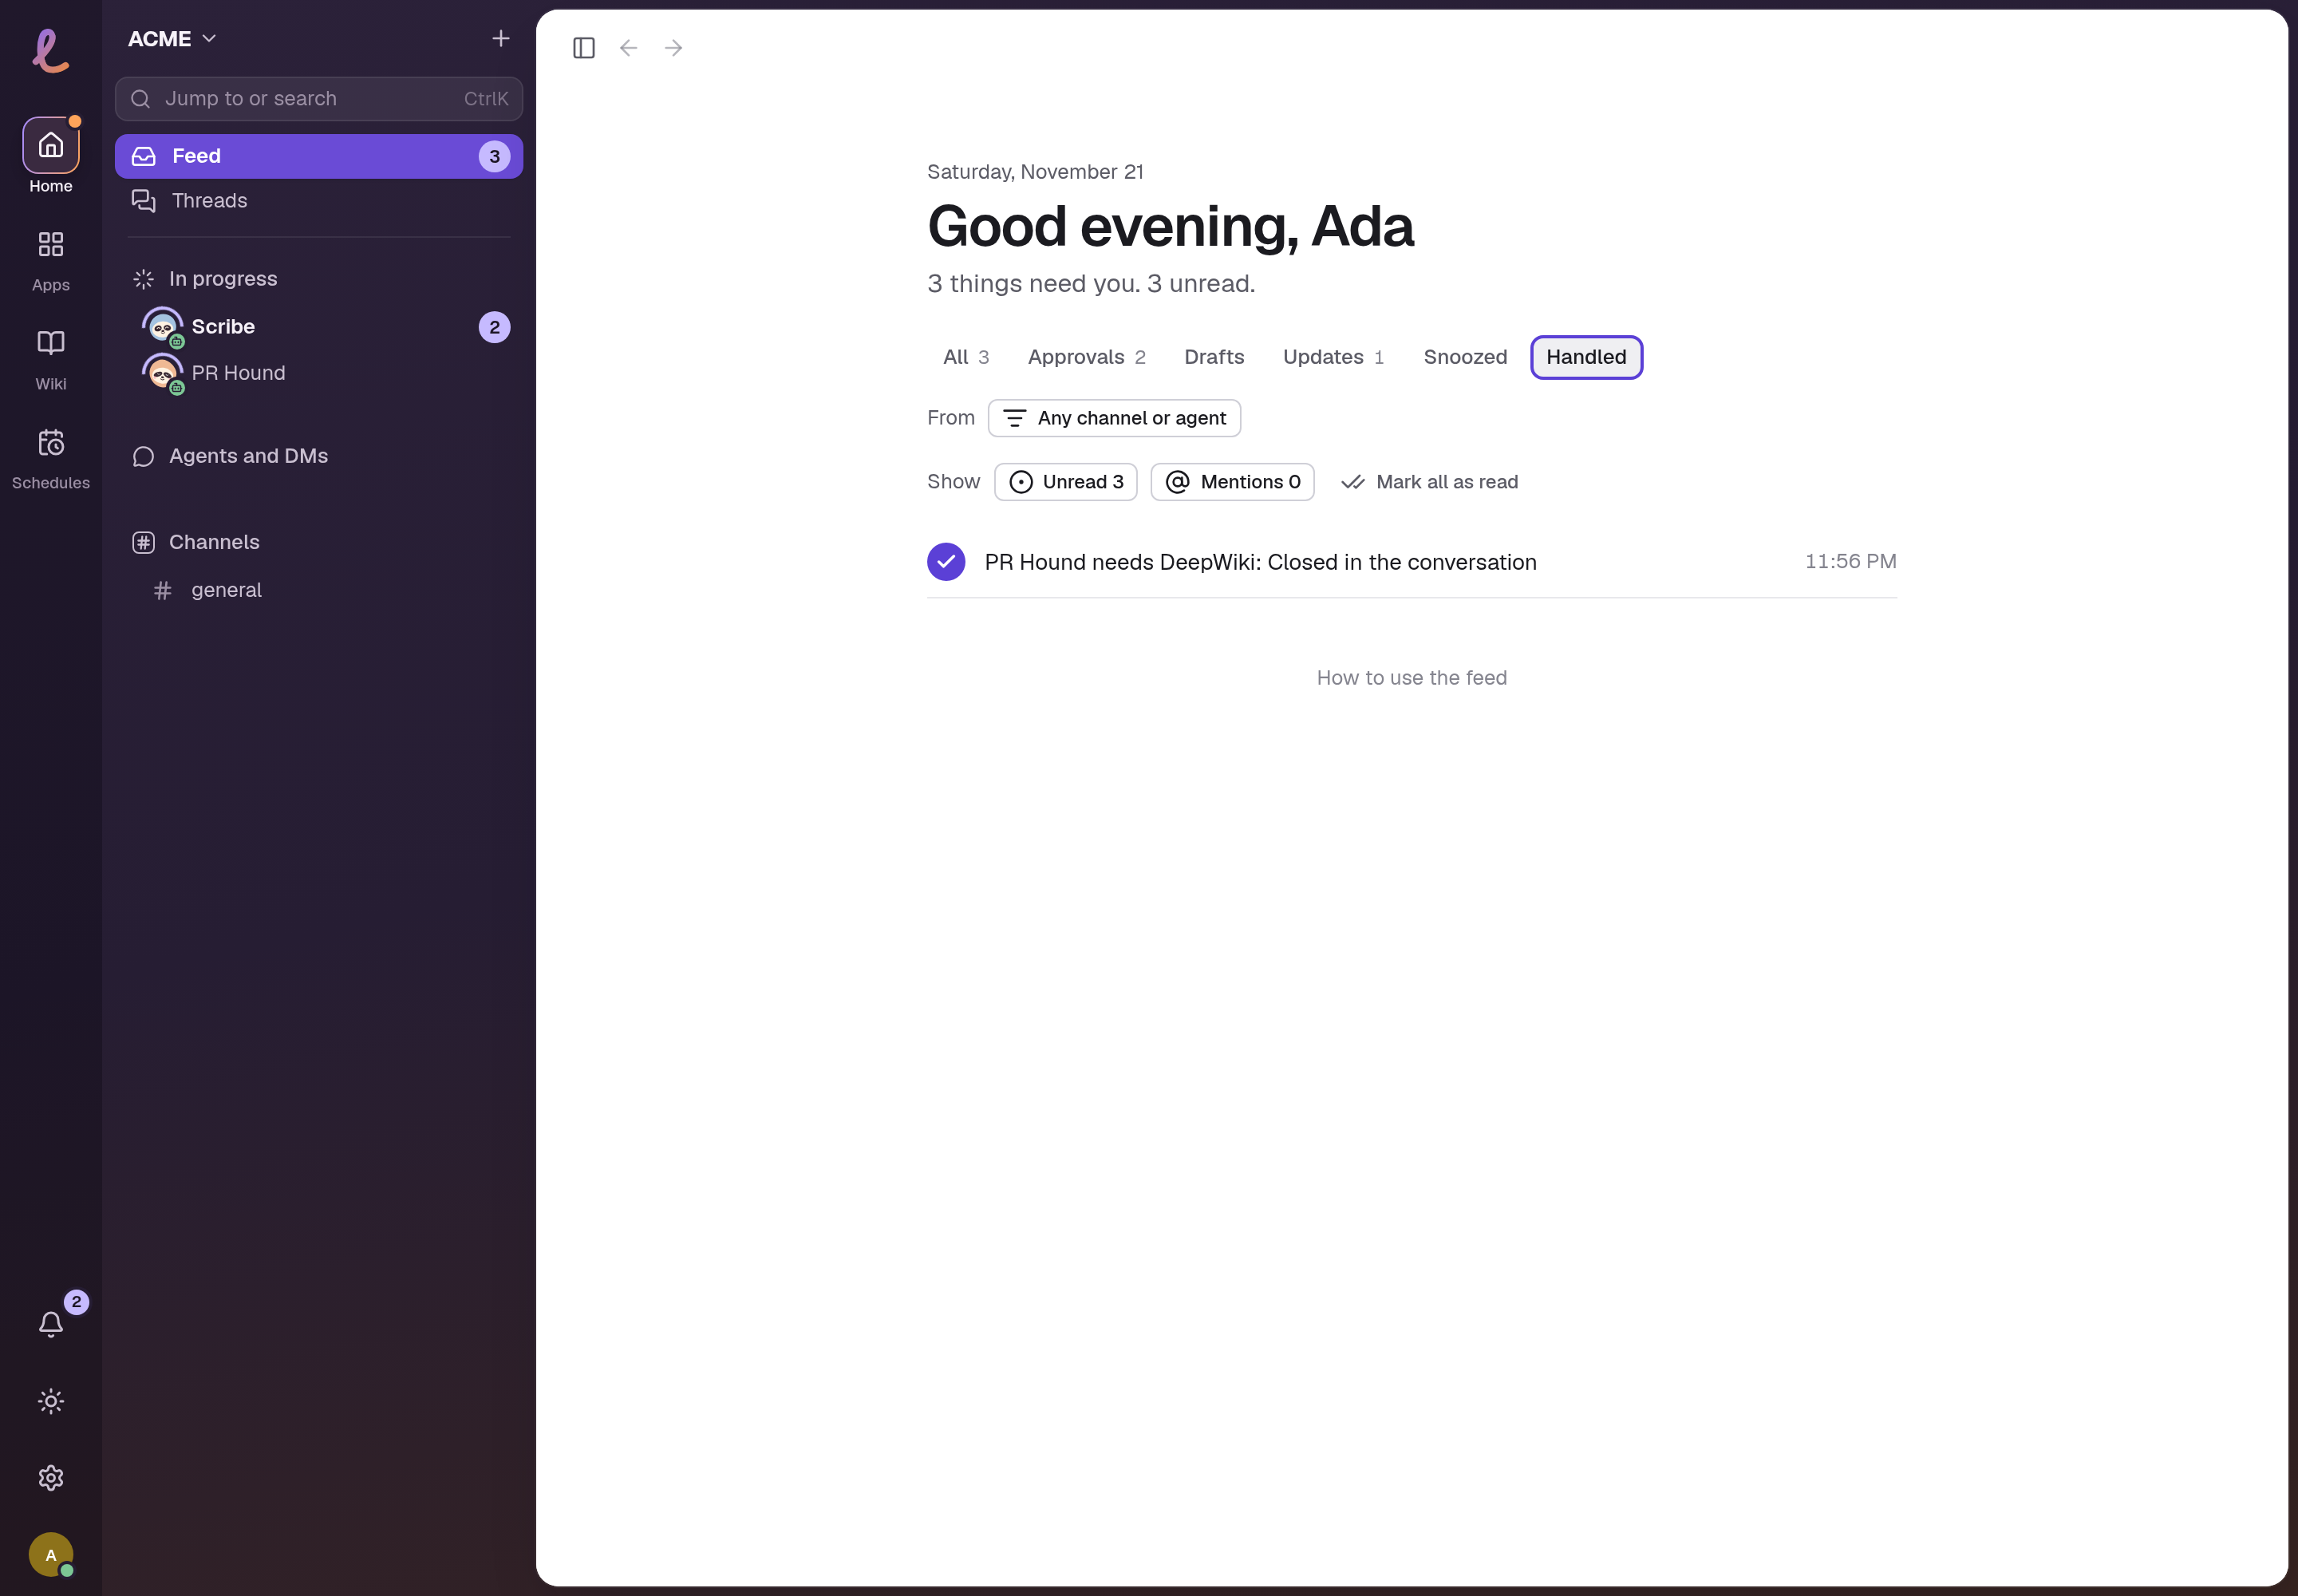 ACME
Jump to or search CtrlK
Feed 3
Threads
In progress
Scribe 2
PR Hound
Agents and DMs
Channels
general
Home
Apps
Wiki
Schedules
2
A
Saturday, November 21
Good evening, Ada
3 things need you. 3 unread.
All 3 Approvals 2 Drafts Updates 1 Snoozed Handled
From Any channel or agent
Show Unread 3 Mentions 0 Mark all as read
PR Hound needs DeepWiki: Closed in the conversation 11:56 PM
How to use the feed